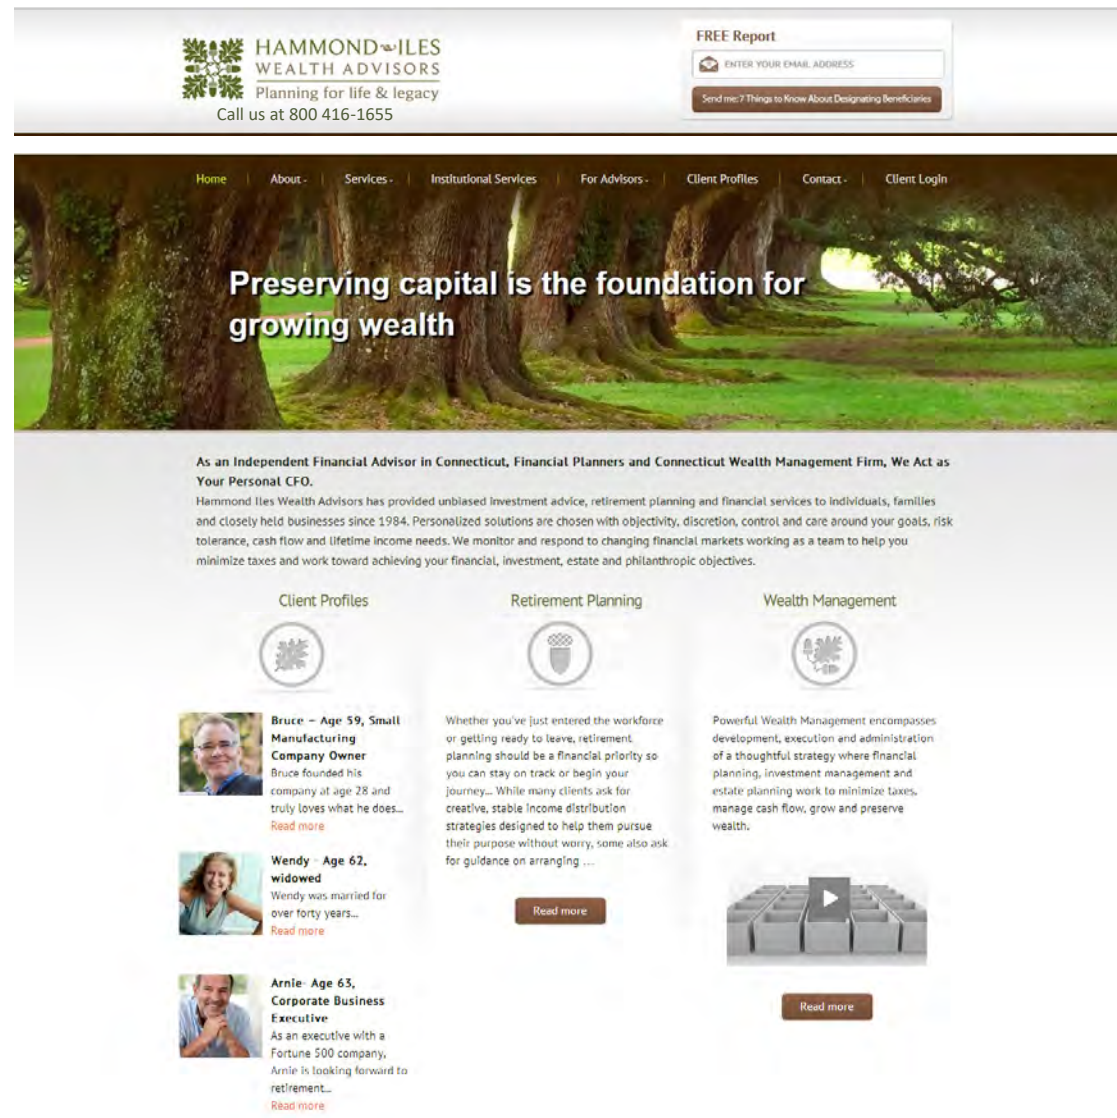 HAMMOND ILES
WEALTH ADVISORS
Planning for life & legacy
Call us at 800 416-1655
FREE Report
ENTER YOUR EMAIL ADDRESS
Send me: 7 Things to Know About Designating Beneficiaries
Home
About
Services
Institutional Services
For Advisors
Client Profiles
Contact
Client Login
Preserving capital is the foundation for
growing wealth
As an Independent Financial Advisor in Connecticut, Financial Planners and Connecticut Wealth Management Firm, We Act as
Your Personal CFO.
Hammond Iles Wealth Advisors has provided unbiased investment advice, retirement planning and financial services to individuals, families
and closely held businesses since 1984. Personalized solutions are chosen with objectivity, discretion, control and care around your goals, risk
tolerance, cash flow and lifetime income needs. We monitor and respond to changing financial markets working as a team to help you
minimize taxes and work toward achieving your financial, investment, estate and philanthropic objectives.
Client Profiles
Bruce – Age 59, Small
Manufacturing
Company Owner
Bruce founded his
company at age 28 and
truly loves what he does...
Read more
Wendy - Age 62,
widowed
Wendy was married for
over forty years...
Read more
Arnie- Age 63,
Corporate Business
Executive
As an executive with a
Fortune 500 company,
Arnie is looking forward to
retirement...
Read more
Retirement Planning
Whether you've just entered the workforce
or getting ready to leave, retirement
planning should be a financial priority so
you can stay on track or begin your
journey... While many clients ask for
creative, stable income distribution
strategies designed to help them pursue
their purpose without worry, some also ask
for guidance on arranging ...
Read more
Wealth Management
Powerful Wealth Management encompasses
development, execution and administration
of a thoughtful strategy where financial
planning, investment management and
estate planning work to minimize taxes,
manage cash flow, grow and preserve
wealth.
Read more